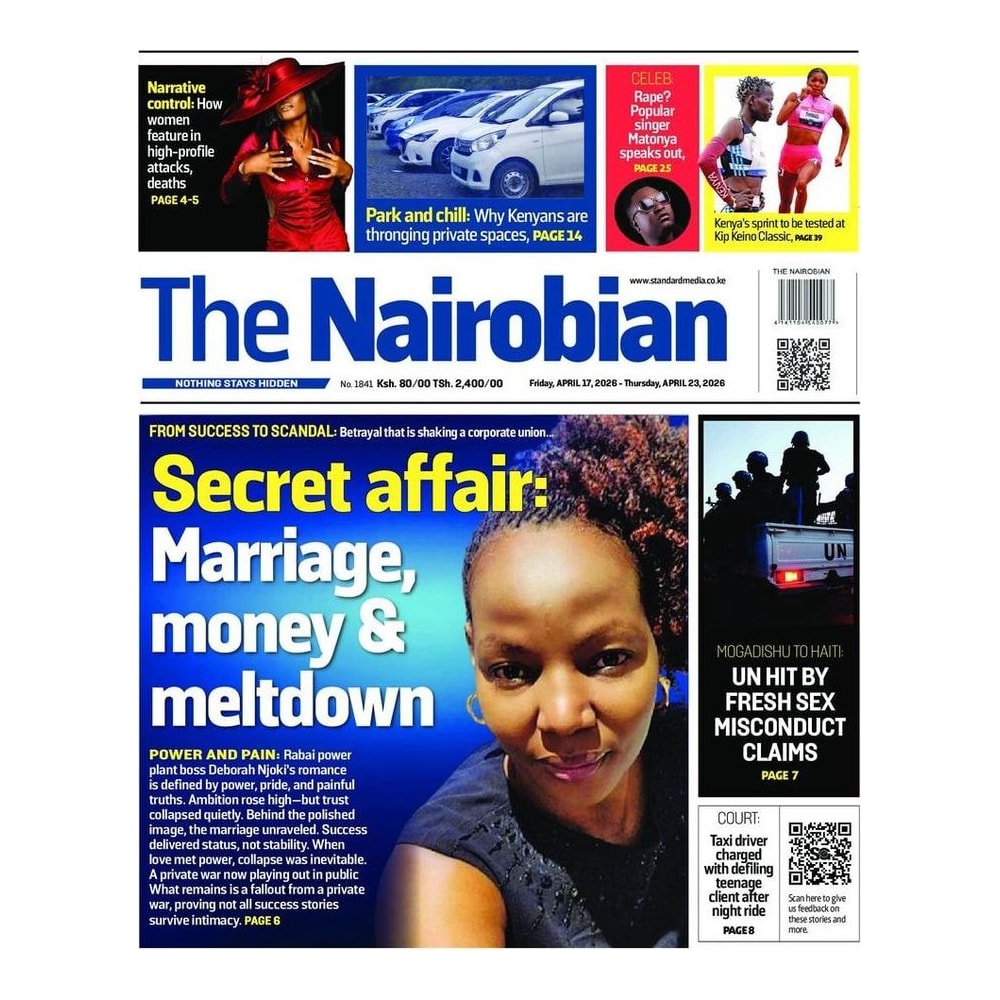 Narrative
control: How
women
feature in
high-profile
attacks,
deaths
PAGE 4-5
Park and chill: Why Kenyans are
thronging private spaces, PAGE 14
CELEB:
Rape?
Popular
singer
Matonya
speaks out,
PAGE 25
KENYA
THOMAS
Kenya's sprint to be tested at
Kip Keino Classic, PAGE 39
The Nairobian
www.standardmedia.co.ke
NOTHING STAYS HIDDEN
No. 1841 Ksh. 80/00 TSh. 2,400/00
Friday, APRIL 17, 2026 - Thursday, APRIL 23, 2026
THE NAIROBIAN
FROM SUCCESS TO SCANDAL: Betrayal that is shaking a corporate union...
Secret affair:
Marriage,
money &
meltdown
POWER AND PAIN: Rabai power
plant boss Deborah Njoki's romance
is defined by power, pride, and painful
truths. Ambition rose high—but trust
collapsed quietly. Behind the polished
image, the marriage unraveled. Success
delivered status, not stability. When
love met power, collapse was inevitable.
A private war now playing out in public
What remains is a fallout from a private
war, proving not all success stories
survive intimacy. PAGE 6
UN
MOGADISHU TO HAITI:
UN HIT BY
FRESH SEX
MISCONDUCT
CLAIMS
PAGE 7
COURT:
Taxi driver
charged
with defiling
teenage
client after
night ride
PAGE 8
Scan here to give
us feedback on
these stories and
more.